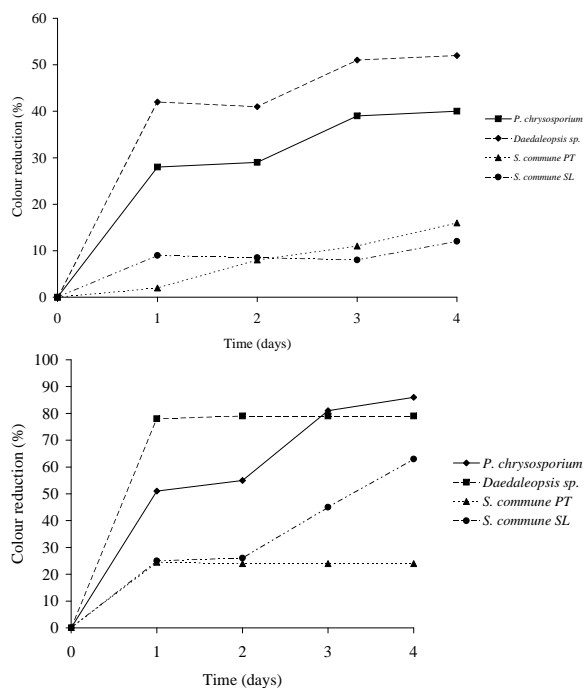 60
50
40
30
20
10
0
Colour reduction (%)
0 1 2 3 4
Time (days)
P. chrysosporium
Daedaleopsis sp.
S. commune PT
S. commune SL
100
90
80
70
60
50
40
30
20
10
0
Colour reduction (%)
0 1 2 3 4
Time (days)
P. chrysosporium
Daedaleopsis sp.
S. commune PT
S. commune SL